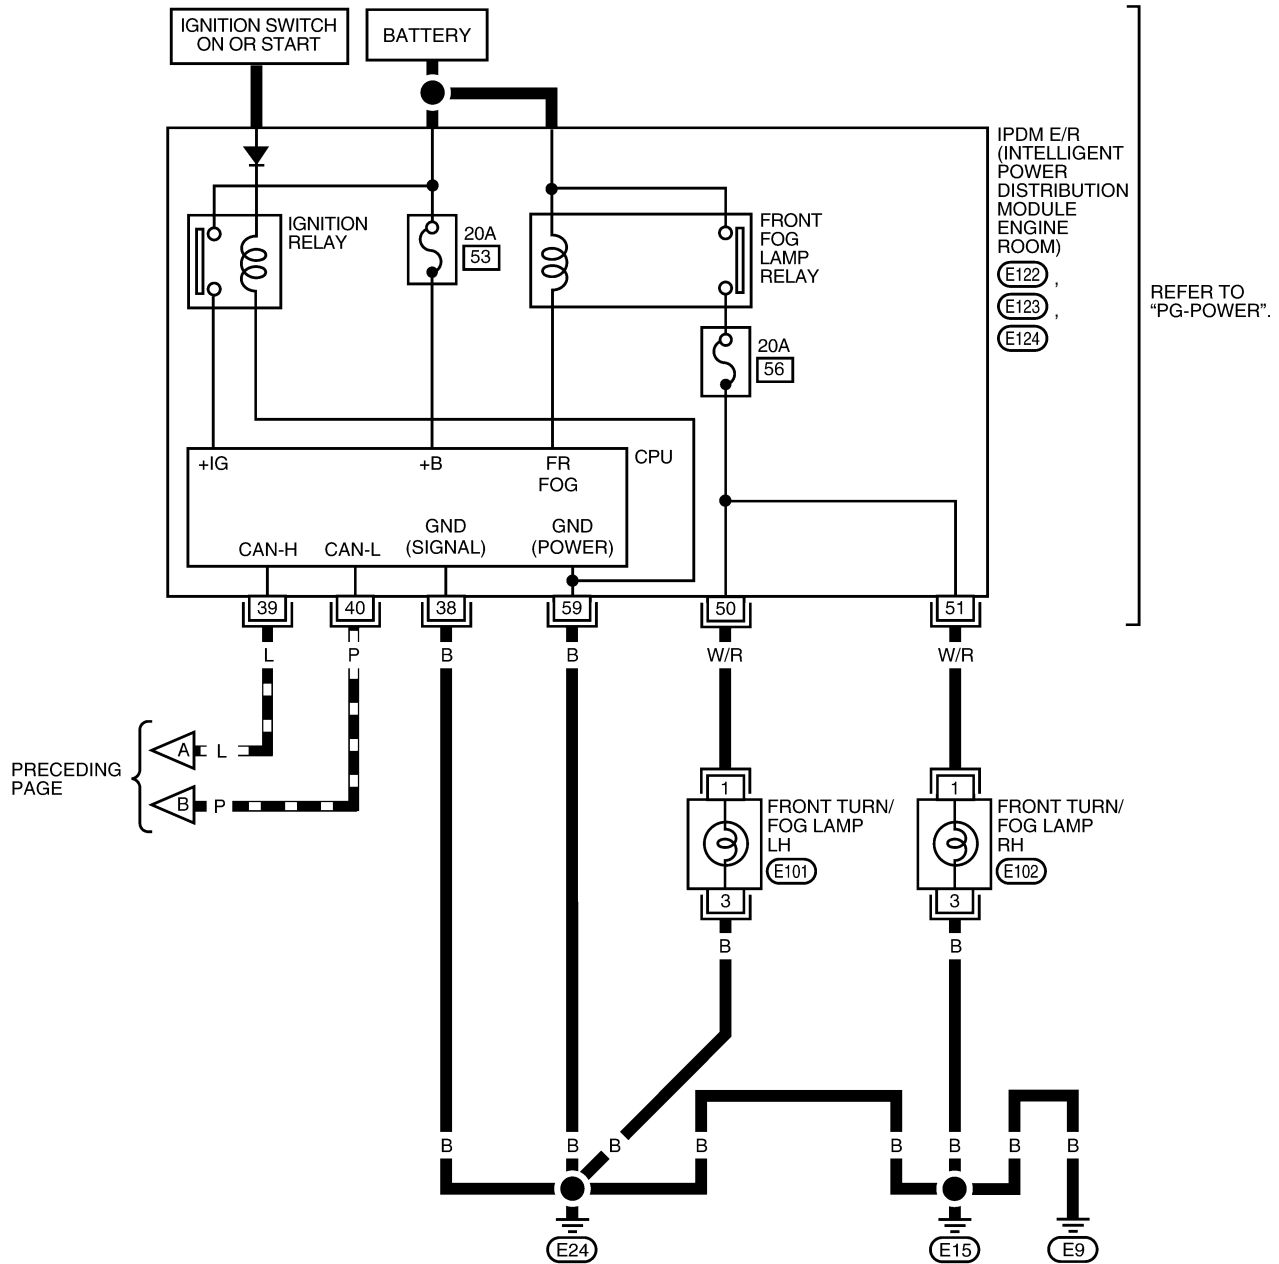 IGNITION SWITCH
ON OR START
BATTERY
IPDM E/R
(INTELLIGENT
POWER
DISTRIBUTION
MODULE
ENGINE
ROOM)
E122 ,
E123 ,
E124
REFER TO
“PG-POWER”.
IGNITION
RELAY
20A
53
FRONT
FOG
LAMP
RELAY
20A
56
CPU
+IG
+B
FR
FOG
CAN-H
CAN-L
GND
(SIGNAL)
GND
(POWER)
39 40 38 59 50 51
L P B B W/R W/R
PRECEDING
PAGE
A L
B P
1
FRONT TURN/
FOG LAMP
LH
E101
3
1
FRONT TURN/
FOG LAMP
RH
E102
3
B B
B B B B B B B B
E24 E15 E9